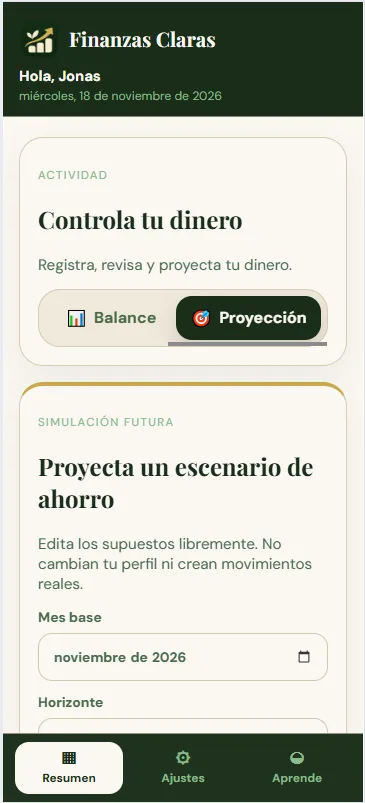 Finanzas Claras
Hola, Jonas
miércoles, 18 de noviembre de 2026
ACTIVIDAD
Controla tu dinero
Registra, revisa y proyecta tu dinero.
Balance
Proyección
SIMULACIÓN FUTURA
Proyecta un escenario de
ahorro
Edita los supuestos libremente. No
cambian tu perfil ni crean movimientos
reales.
Mes base
noviembre de 2026
Horizonte
Resumen
Ajustes
Aprende